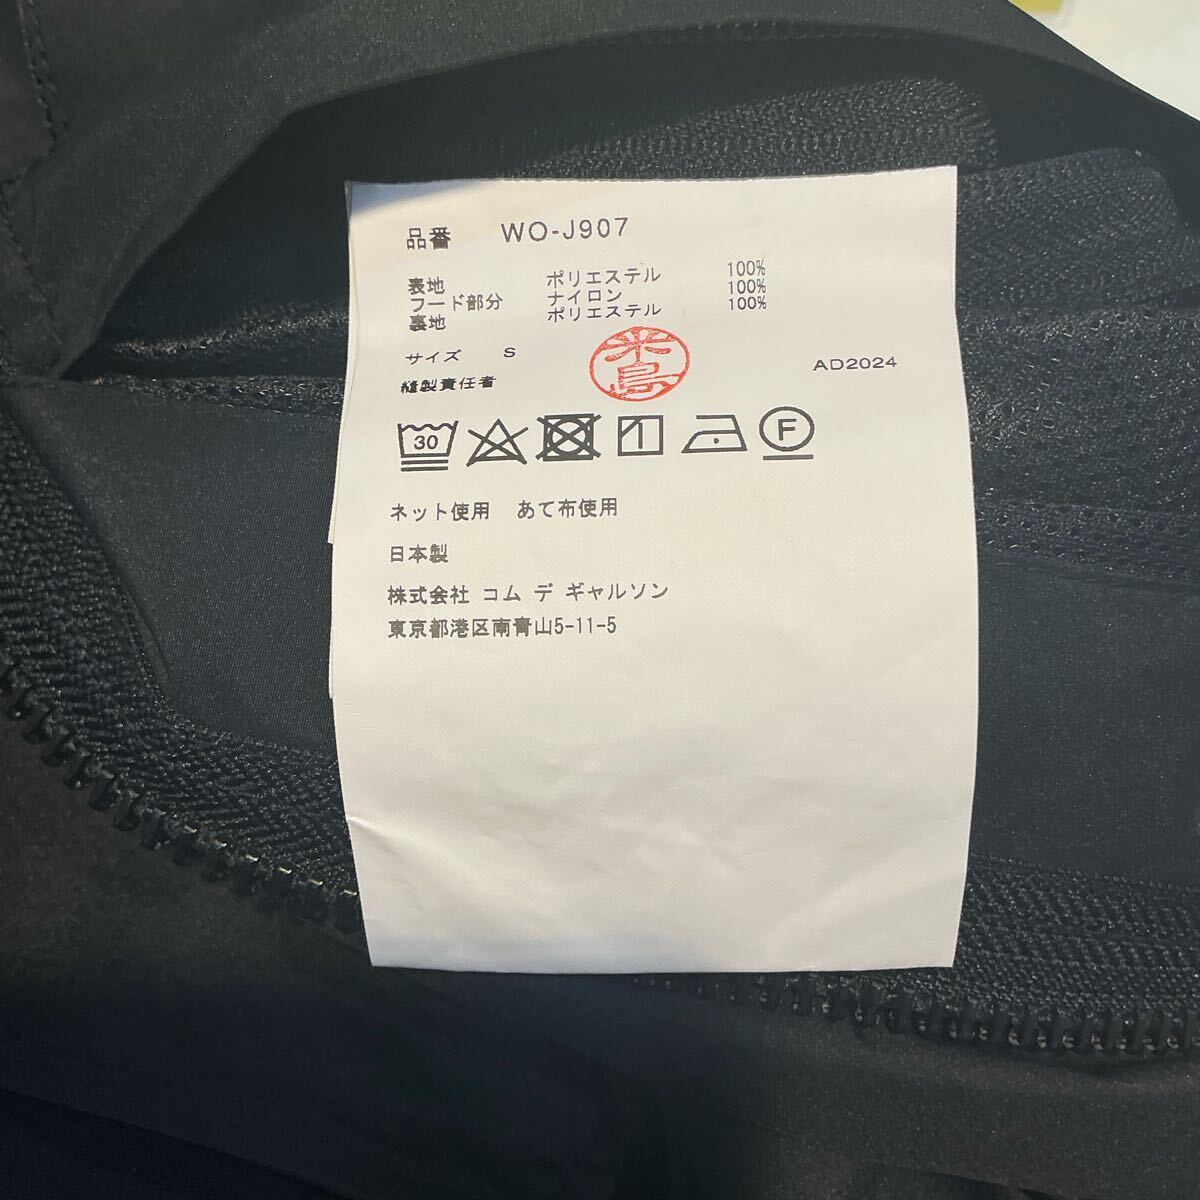 品番 WO-J907
表地 ポリエステル 100%
フード部分 ナイロン 100%
裏地 ポリエステル 100%
サイズ S
米島
AD2024
縫製責任者
30
F
ネット使用 あて布使用
日本製
株式会社 コム デ ギャルソン
東京都港区南青山5-11-5